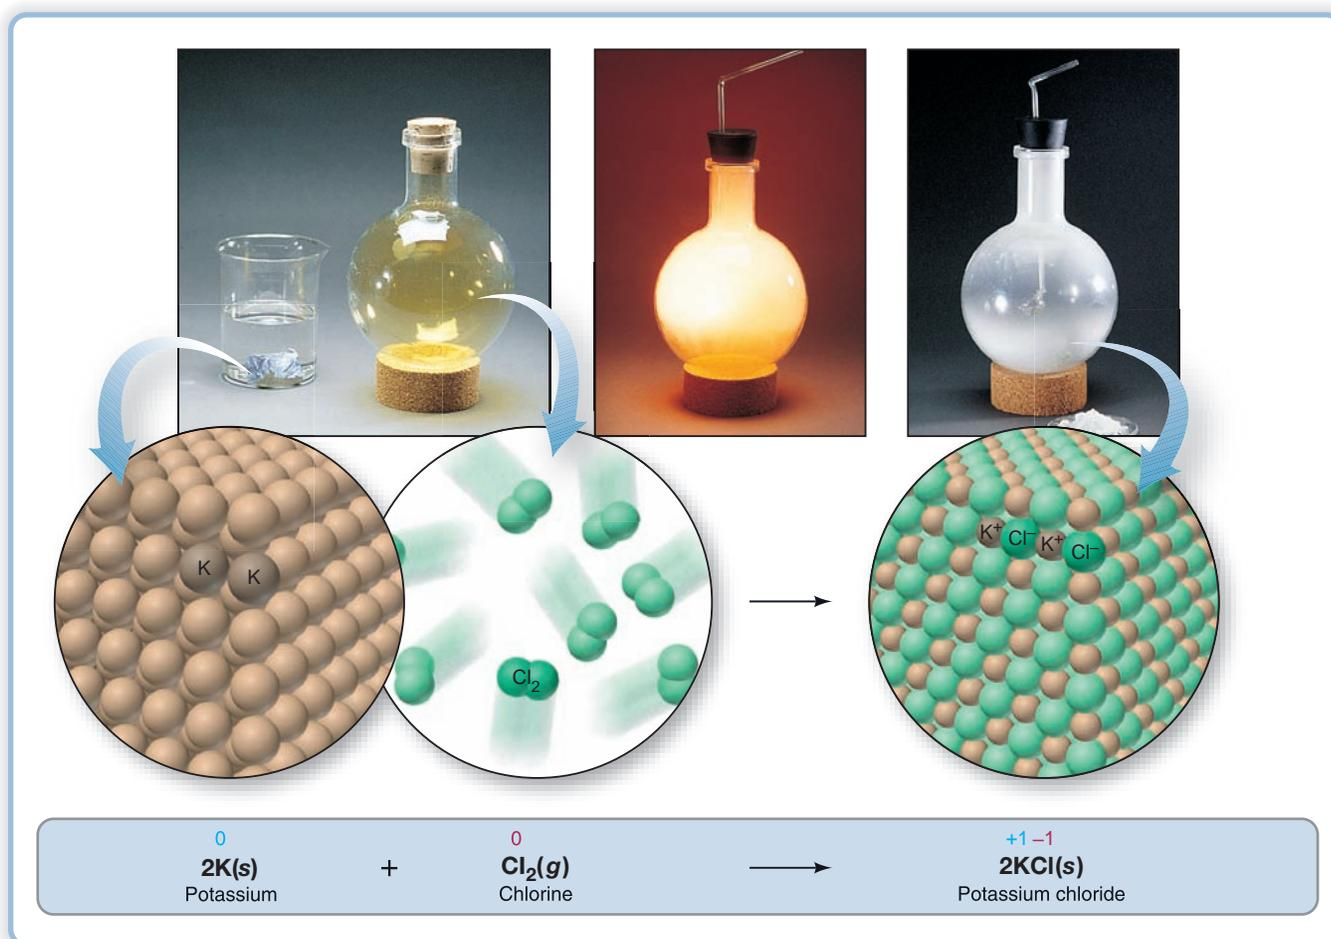 K
K
Cl₂
K⁺
Cl⁻
K⁺
Cl⁻
0
0
+1 –1
2K(s) + Cl₂(g) ⟶ 2KCl(s)
Potassium
Chlorine
Potassium chloride